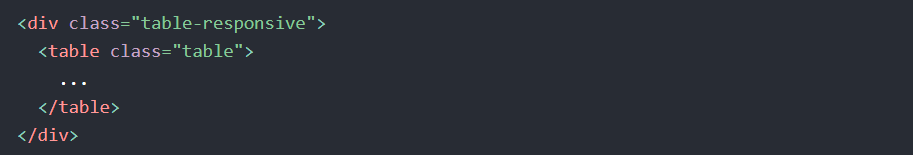 <div class="table-responsive">
  <table class="table">
    ...
  </table>
</div>